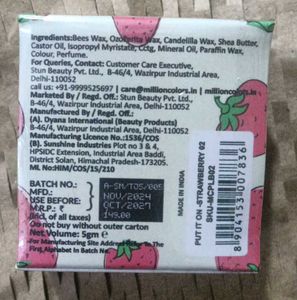 Ingredients:Bees Wax, Ozokerite Wax, Candelilla Wax, Shea Butter,
Castor Oil, Isopropyl Myristate, Cctg, Mineral Oil, Paraffin Wax,
Colour, Perfume.
For Queries, Contact: Customer Care Executive,
Stun Beauty Pvt. Ltd., B-46/4, Wazirpur Industrial Area,
Delhi-110052
call us: +91-9999525697 | care@millioncolors.in | millioncolors.in
Marketed By / Regd. Off.: Stun Beauty Pvt. Ltd.,
B-46/4, Wazirpur Industrial Area, Delhi-110052
Manufactured By / Regd. Off.:
(A). Dyana International (Beauty Products)
B-46/4, Wazirpur Industrial Area, Delhi-110052
Manufacturing Licence No.:1536/COS
(B). Sunshine Industries Plot no 3 & 4,
HPSIDC Extension, Industrial Area Baddi,
District Solan, Himachal Pradesh-173205.
ML No:HIM/COS/15/210
BATCH NO.: A-SM/TOS/005
MFD.: NOV/2024
USE BEFORE: OCT/2027
M.R.P. ₹ 149.00
(Incl. of all taxes)
Do not buy without outer carton
Net. Volume: 5gm
For Manufacturing Site Address Refer To The
First Alphabet In Batch No.
MADE IN INDIA
PUT IT ON -STRAWBERRY 02
SKU-MCPLB02
8904133007836